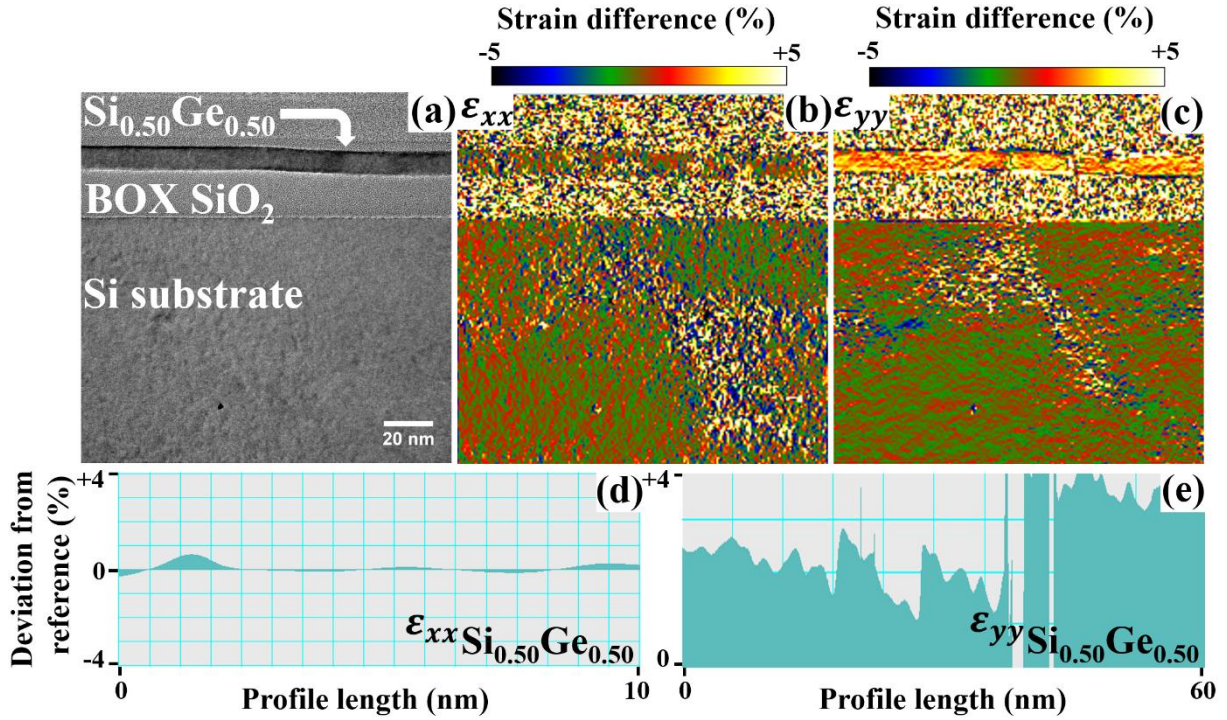 Strain difference (%)
-5 +5
Strain difference (%)
-5 +5
Si0.50Ge0.50
(a)
BOX SiO2
Si substrate
20 nm
εxx
(b)
εyy
(c)
Deviation from
reference (%)
+4
0
-4
(d)
εxx Si0.50Ge0.50
0 10
Profile length (nm)
+4
0
(e)
εyy Si0.50Ge0.50
0 60
Profile length (nm)